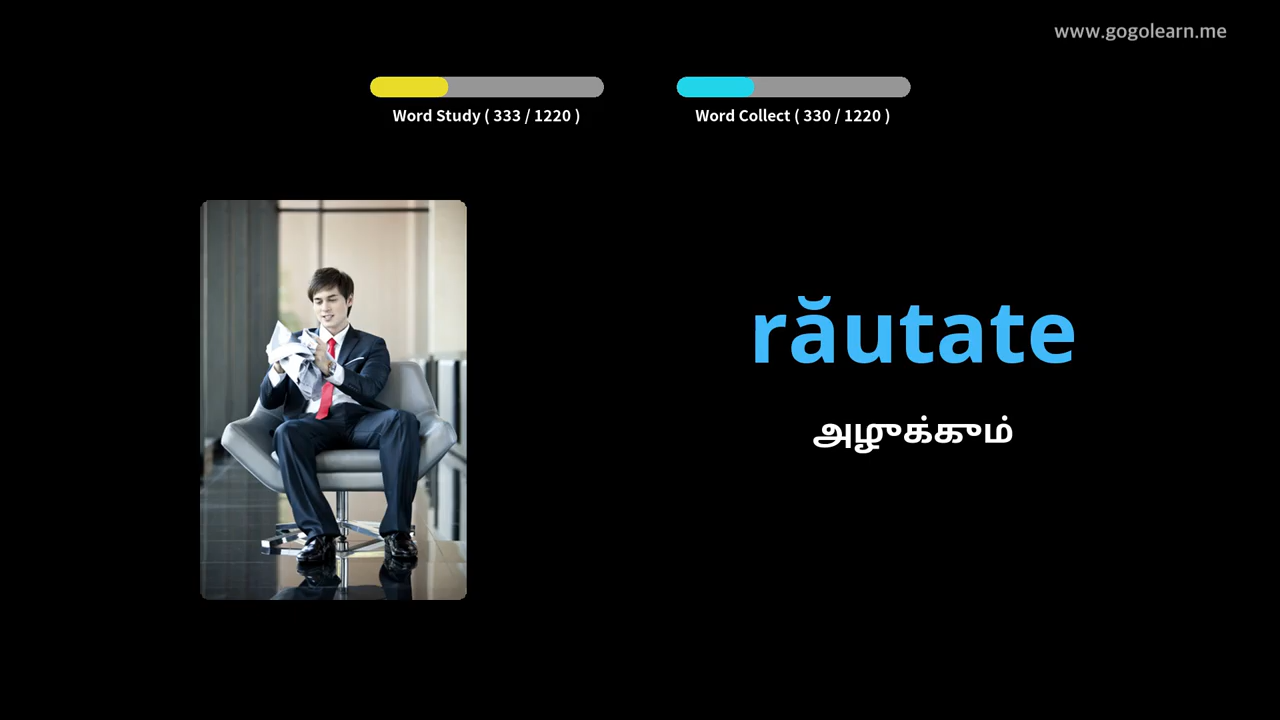 www.gogolearn.me
Word Study ( 333 / 1220 )
Word Collect ( 330 / 1220 )
răutate
அழுக்கும்